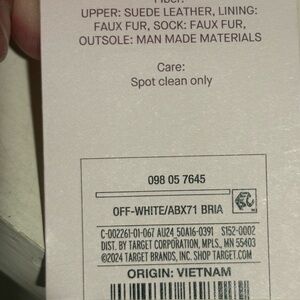 Fiber:
UPPER: SUEDE LEATHER, LINING:
FAUX FUR, SOCK: FAUX FUR,
OUTSOLE: MAN MADE MATERIALS
Care:
Spot clean only
098 05 7645
OFF-WHITE/ABX71 BRIA
C-002261-01-067 AU24 50A16-0391 S152-0002
DIST. BY TARGET CORPORATION, MPLS., MN 55403
©2024 TARGET BRANDS, INC. SHOP TARGET.COM
ORIGIN: VIETNAM